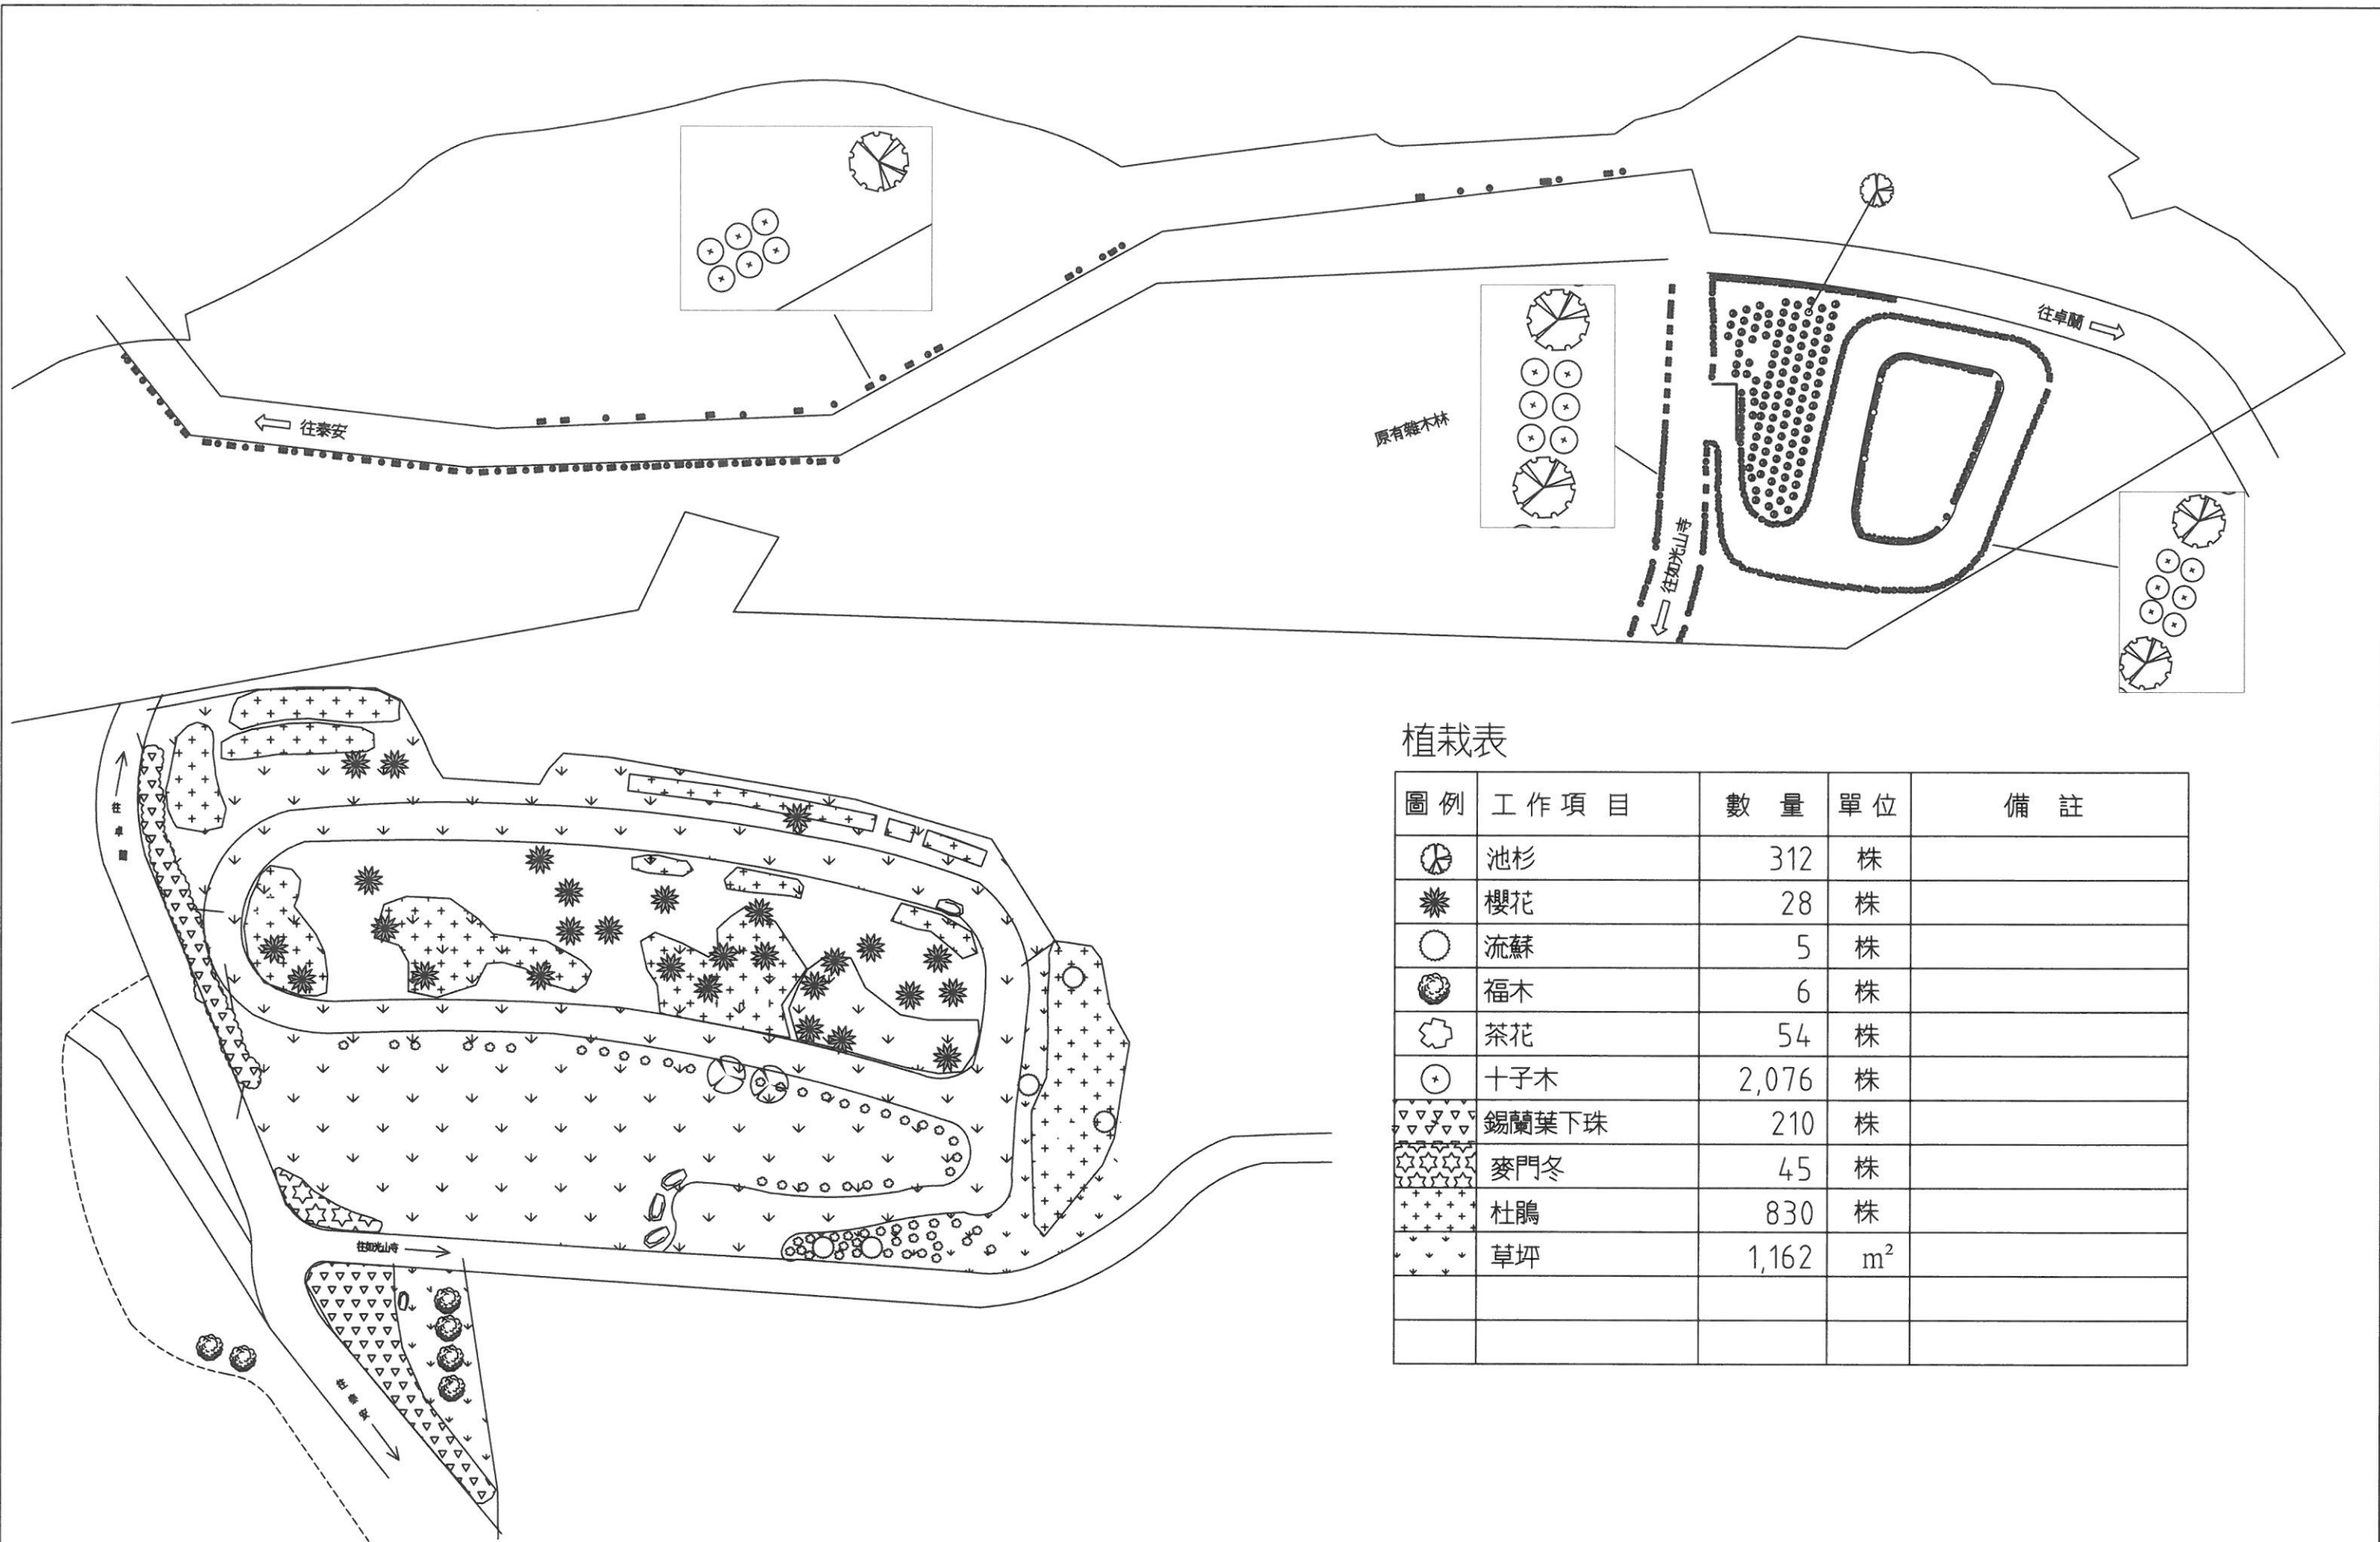 往泰安
原有雜木林
往如光山寺
往卓蘭
往卓蘭
往如光山寺
往泰安
植栽表
圖例 工作項目 數量 單位 備註
池杉 312 株
櫻花 28 株
流蘇 5 株
福木 6 株
茶花 54 株
十子木 2,076 株
錫蘭葉下珠 210 株
麥門冬 45 株
杜鵑 830 株
草坪 1,162 m²